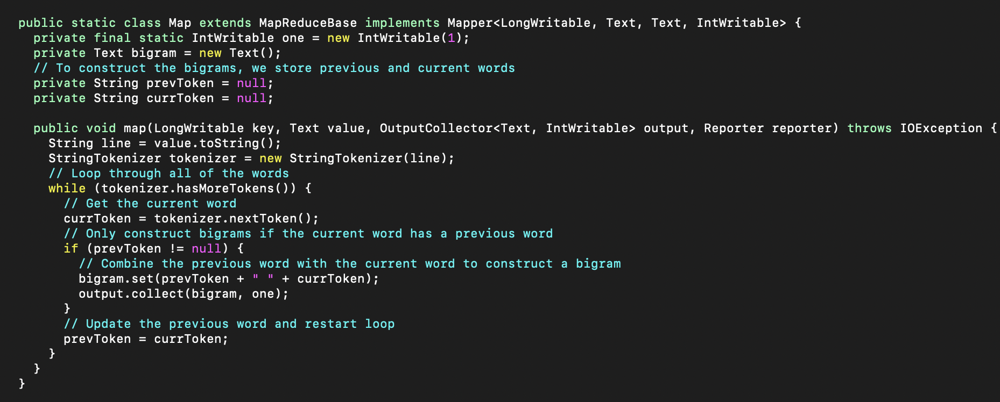 public static class Map extends MapReduceBase implements Mapper<LongWritable, Text, Text, IntWritable> {
  private final static IntWritable one = new IntWritable(1);
  private Text bigram = new Text();
  // To construct the bigrams, we store previous and current words
  private String prevToken = null;
  private String currToken = null;

  public void map(LongWritable key, Text value, OutputCollector<Text, IntWritable> output, Reporter reporter) throws IOException {
    String line = value.toString();
    StringTokenizer tokenizer = new StringTokenizer(line);
    // Loop through all of the words
    while (tokenizer.hasMoreTokens()) {
      // Get the current word
      currToken = tokenizer.nextToken();
      // Only construct bigrams if the current word has a previous word
      if (prevToken != null) {
        // Combine the previous word with the current word to construct a bigram
        bigram.set(prevToken + " " + currToken);
        output.collect(bigram, one);
      }
      // Update the previous word and restart loop
      prevToken = currToken;
    }
  }
}